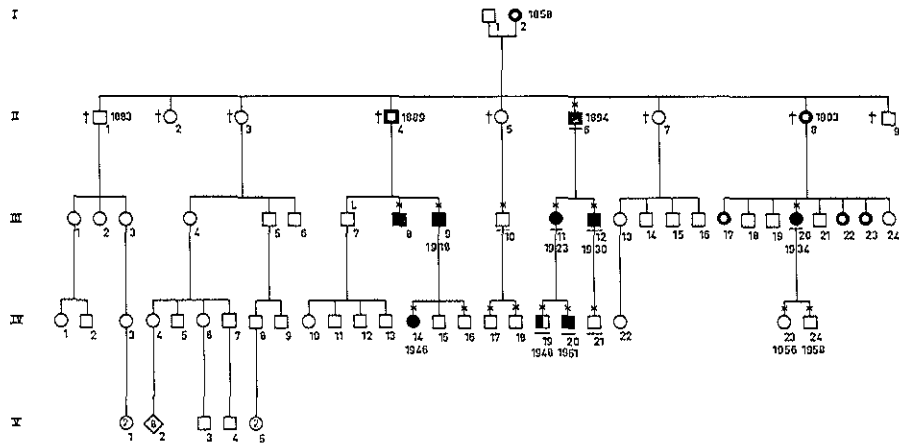 I
1 2 1858
II
† 1 1883 † 2 † 3 † 4 1889 † 5 6 1894 † 7 † 8 1903 † 9
III
1 2 3 4 5 6 L 7 8 9 10 11 12 13 14 15 16 17 18 19 20 21 22 23 24
1918 1923 1930 1934
IV
1 2 3 4 5 6 7 8 9 10 11 12 13 14 15 16 17 18 19 20 21 22 23 24
1946 1948 1961 1956 1958
V
2 1 8 2 3 4 2 5